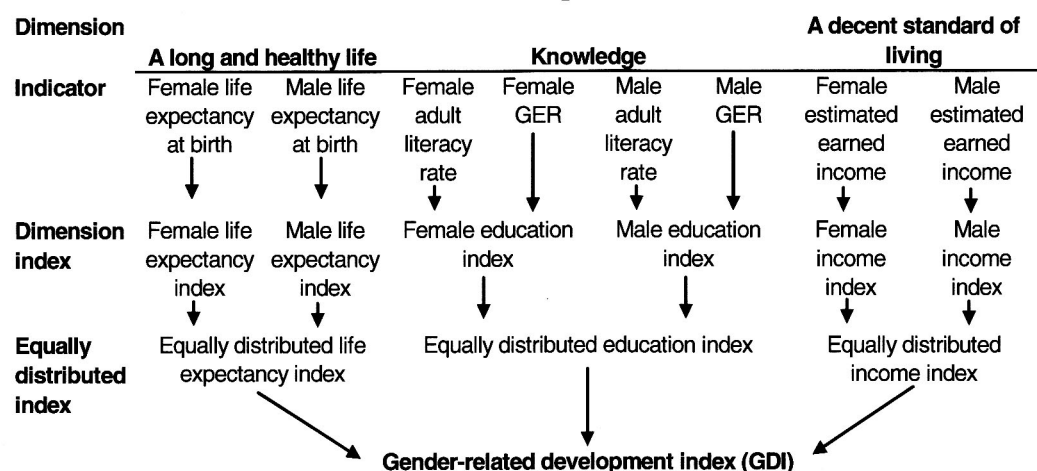 Dimension
A long and healthy life
Knowledge
A decent standard of
living
Indicator
Female life
expectancy
at birth
Male life
expectancy
at birth
Female
adult
literacy
rate
Female
GER
Male
adult
literacy
rate
Male
GER
Female
estimated
earned
income
Male
estimated
earned
income
Dimension
index
Female life
expectancy
index
Male life
expectancy
index
Female education
index
Male education
index
Female
income
index
Male
income
index
Equally
distributed
index
Equally distributed life
expectancy index
Equally distributed education index
Equally distributed
income index
Gender-related development index (GDI)